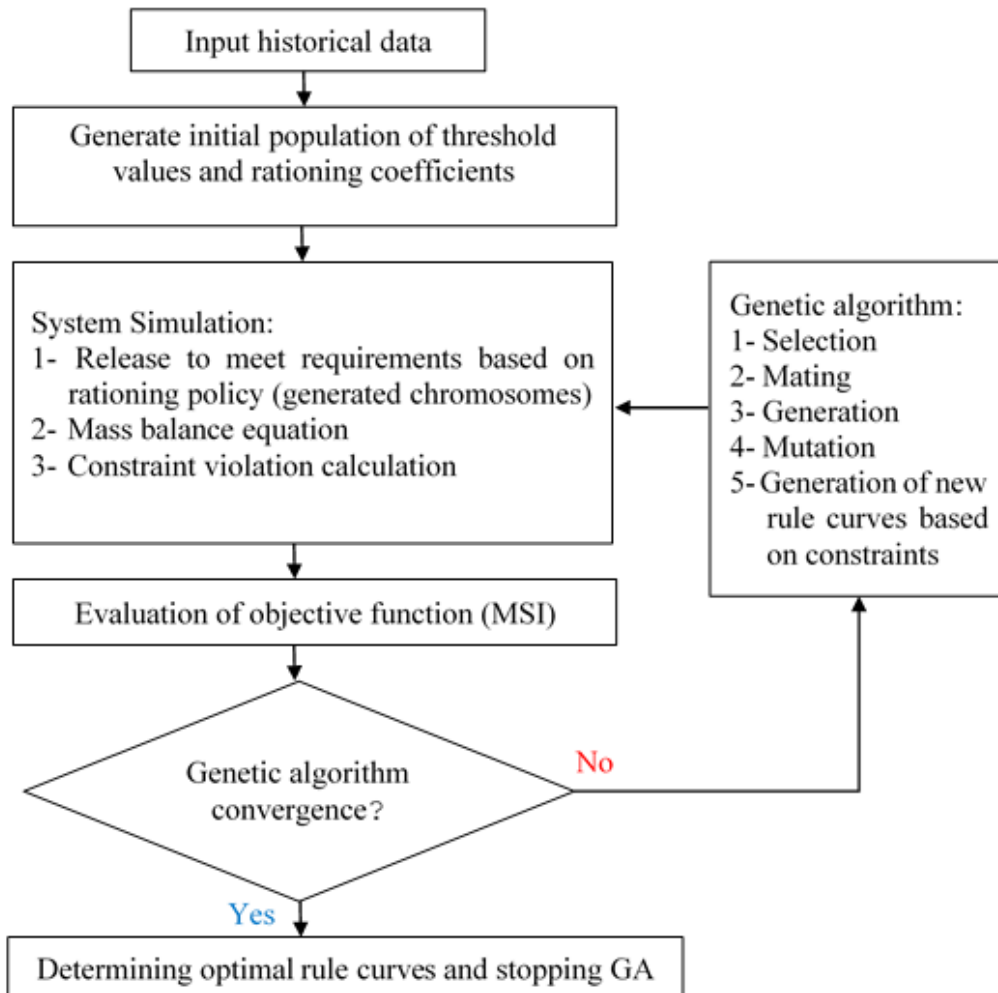 Input historical data
Generate initial population of threshold
values and rationing coefficients
System Simulation:
1- Release to meet requirements based on
rationing policy (generated chromosomes)
2- Mass balance equation
3- Constraint violation calculation
Genetic algorithm:
1- Selection
2- Mating
3- Generation
4- Mutation
5- Generation of new
rule curves based
on constraints
Evaluation of objective function (MSI)
Genetic algorithm
convergence?
No
Yes
Determining optimal rule curves and stopping GA